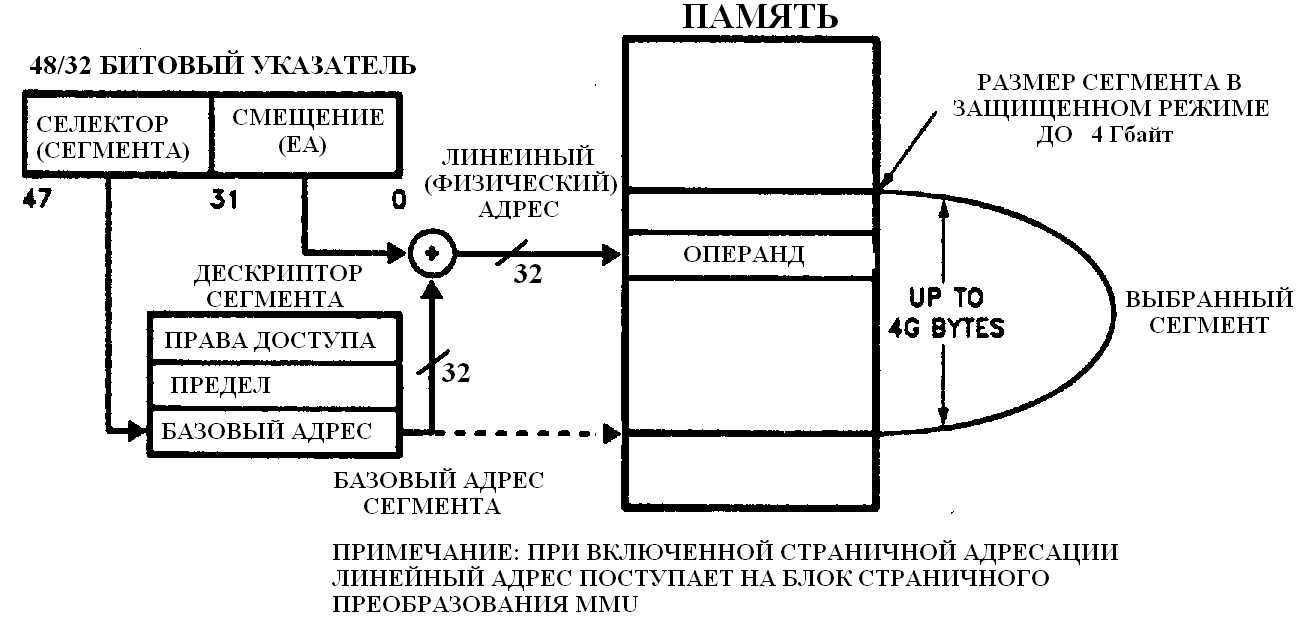 ПАМЯТЬ
48/32 БИТОВЫЙ УКАЗАТЕЛЬ
СЕЛЕКТОР
(СЕГМЕНТА)
СМЕЩЕНИЕ
(EA)
47
31
0
ЛИНЕИНЫЙ
(ФИЗИЧЕСКИЙ)
АДРЕС
+
32
РАЗМЕР СЕГМЕНТА В
ЗАЩИЩЕННОМ РЕЖИМЕ
ДО 4 Гбайт
ОПЕРАНД
ДЕСКРИПТОР
СЕГМЕНТА
ПРАВА ДОСТУПА
ПРЕДЕЛ
БАЗОВЫЙ АДРЕС
32
UP TO
4G BYTES
ВЫБРАННЫЙ
СЕГМЕНТ
БАЗОВЫЙ АДРЕС
СЕГМЕНТА
ПРИМЕЧАНИЕ: ПРИ ВКЛЮЧЕННОЙ СТРАНИЧНОЙ АДРЕСАЦИИ
ЛИНЕЙНЫЙ АДРЕС ПОСТУПАЕТ НА БЛОК СТРАНИЧНОГО
ПРЕОБРАЗОВАНИЯ MMU